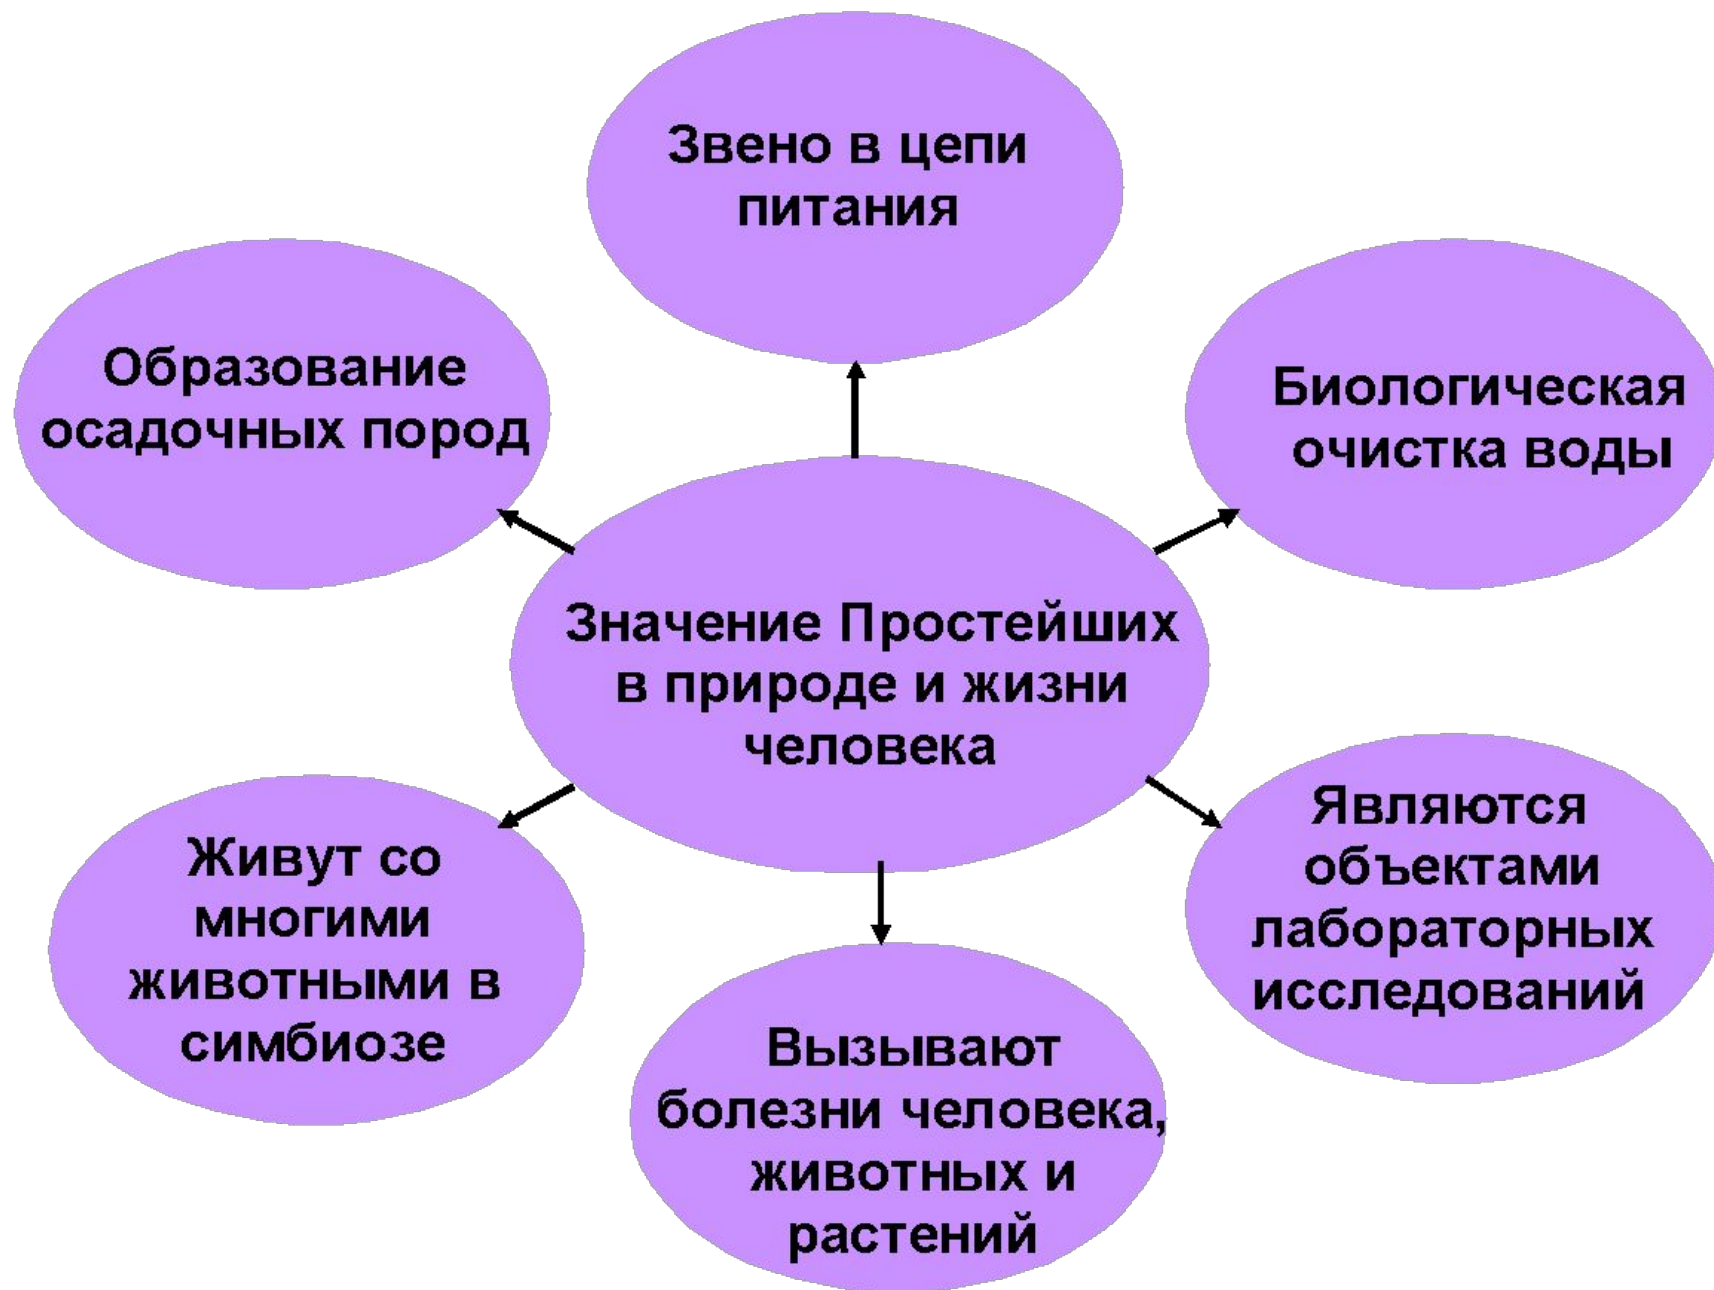 Звено в цепи
питания
Образование
осадочных пород
Биологическая
очистка воды
Значение Простейших
в природе и жизни
человека
Живут со
многими
животными в
симбиозе
Являются
объектами
лабораторных
исследований
Вызывают
болезни человека,
животных и
растений